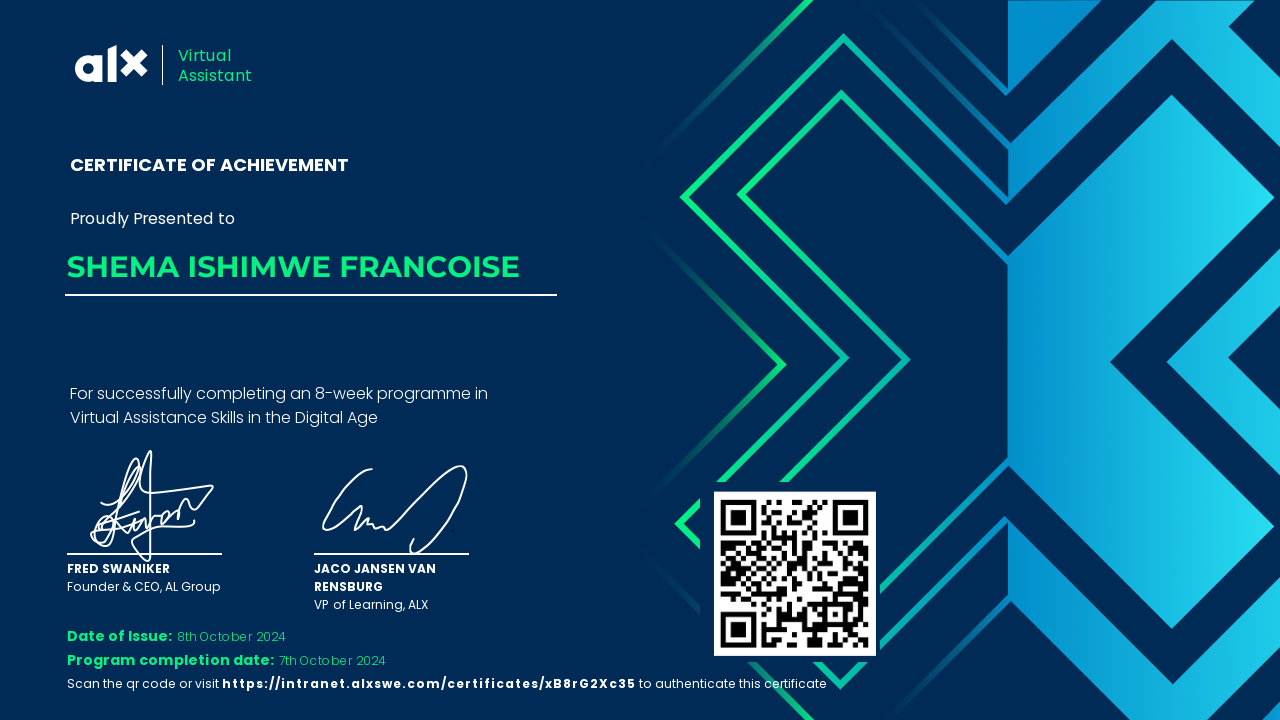 alx
Virtual
Assistant
CERTIFICATE OF ACHIEVEMENT
Proudly Presented to
SHEMA ISHIMWE FRANCOISE
For successfully completing an 8-week programme in
Virtual Assistance Skills in the Digital Age
FRED SWANIKER
Founder & CEO, AL Group
JACO JANSEN VAN
RENSBURG
VP of Learning, ALX
Date of Issue: 8th October 2024
Program completion date: 7th October 2024
Scan the qr code or visit https://intranet.alxswe.com/certificates/xB8rG2Xc35 to authenticate this certificate